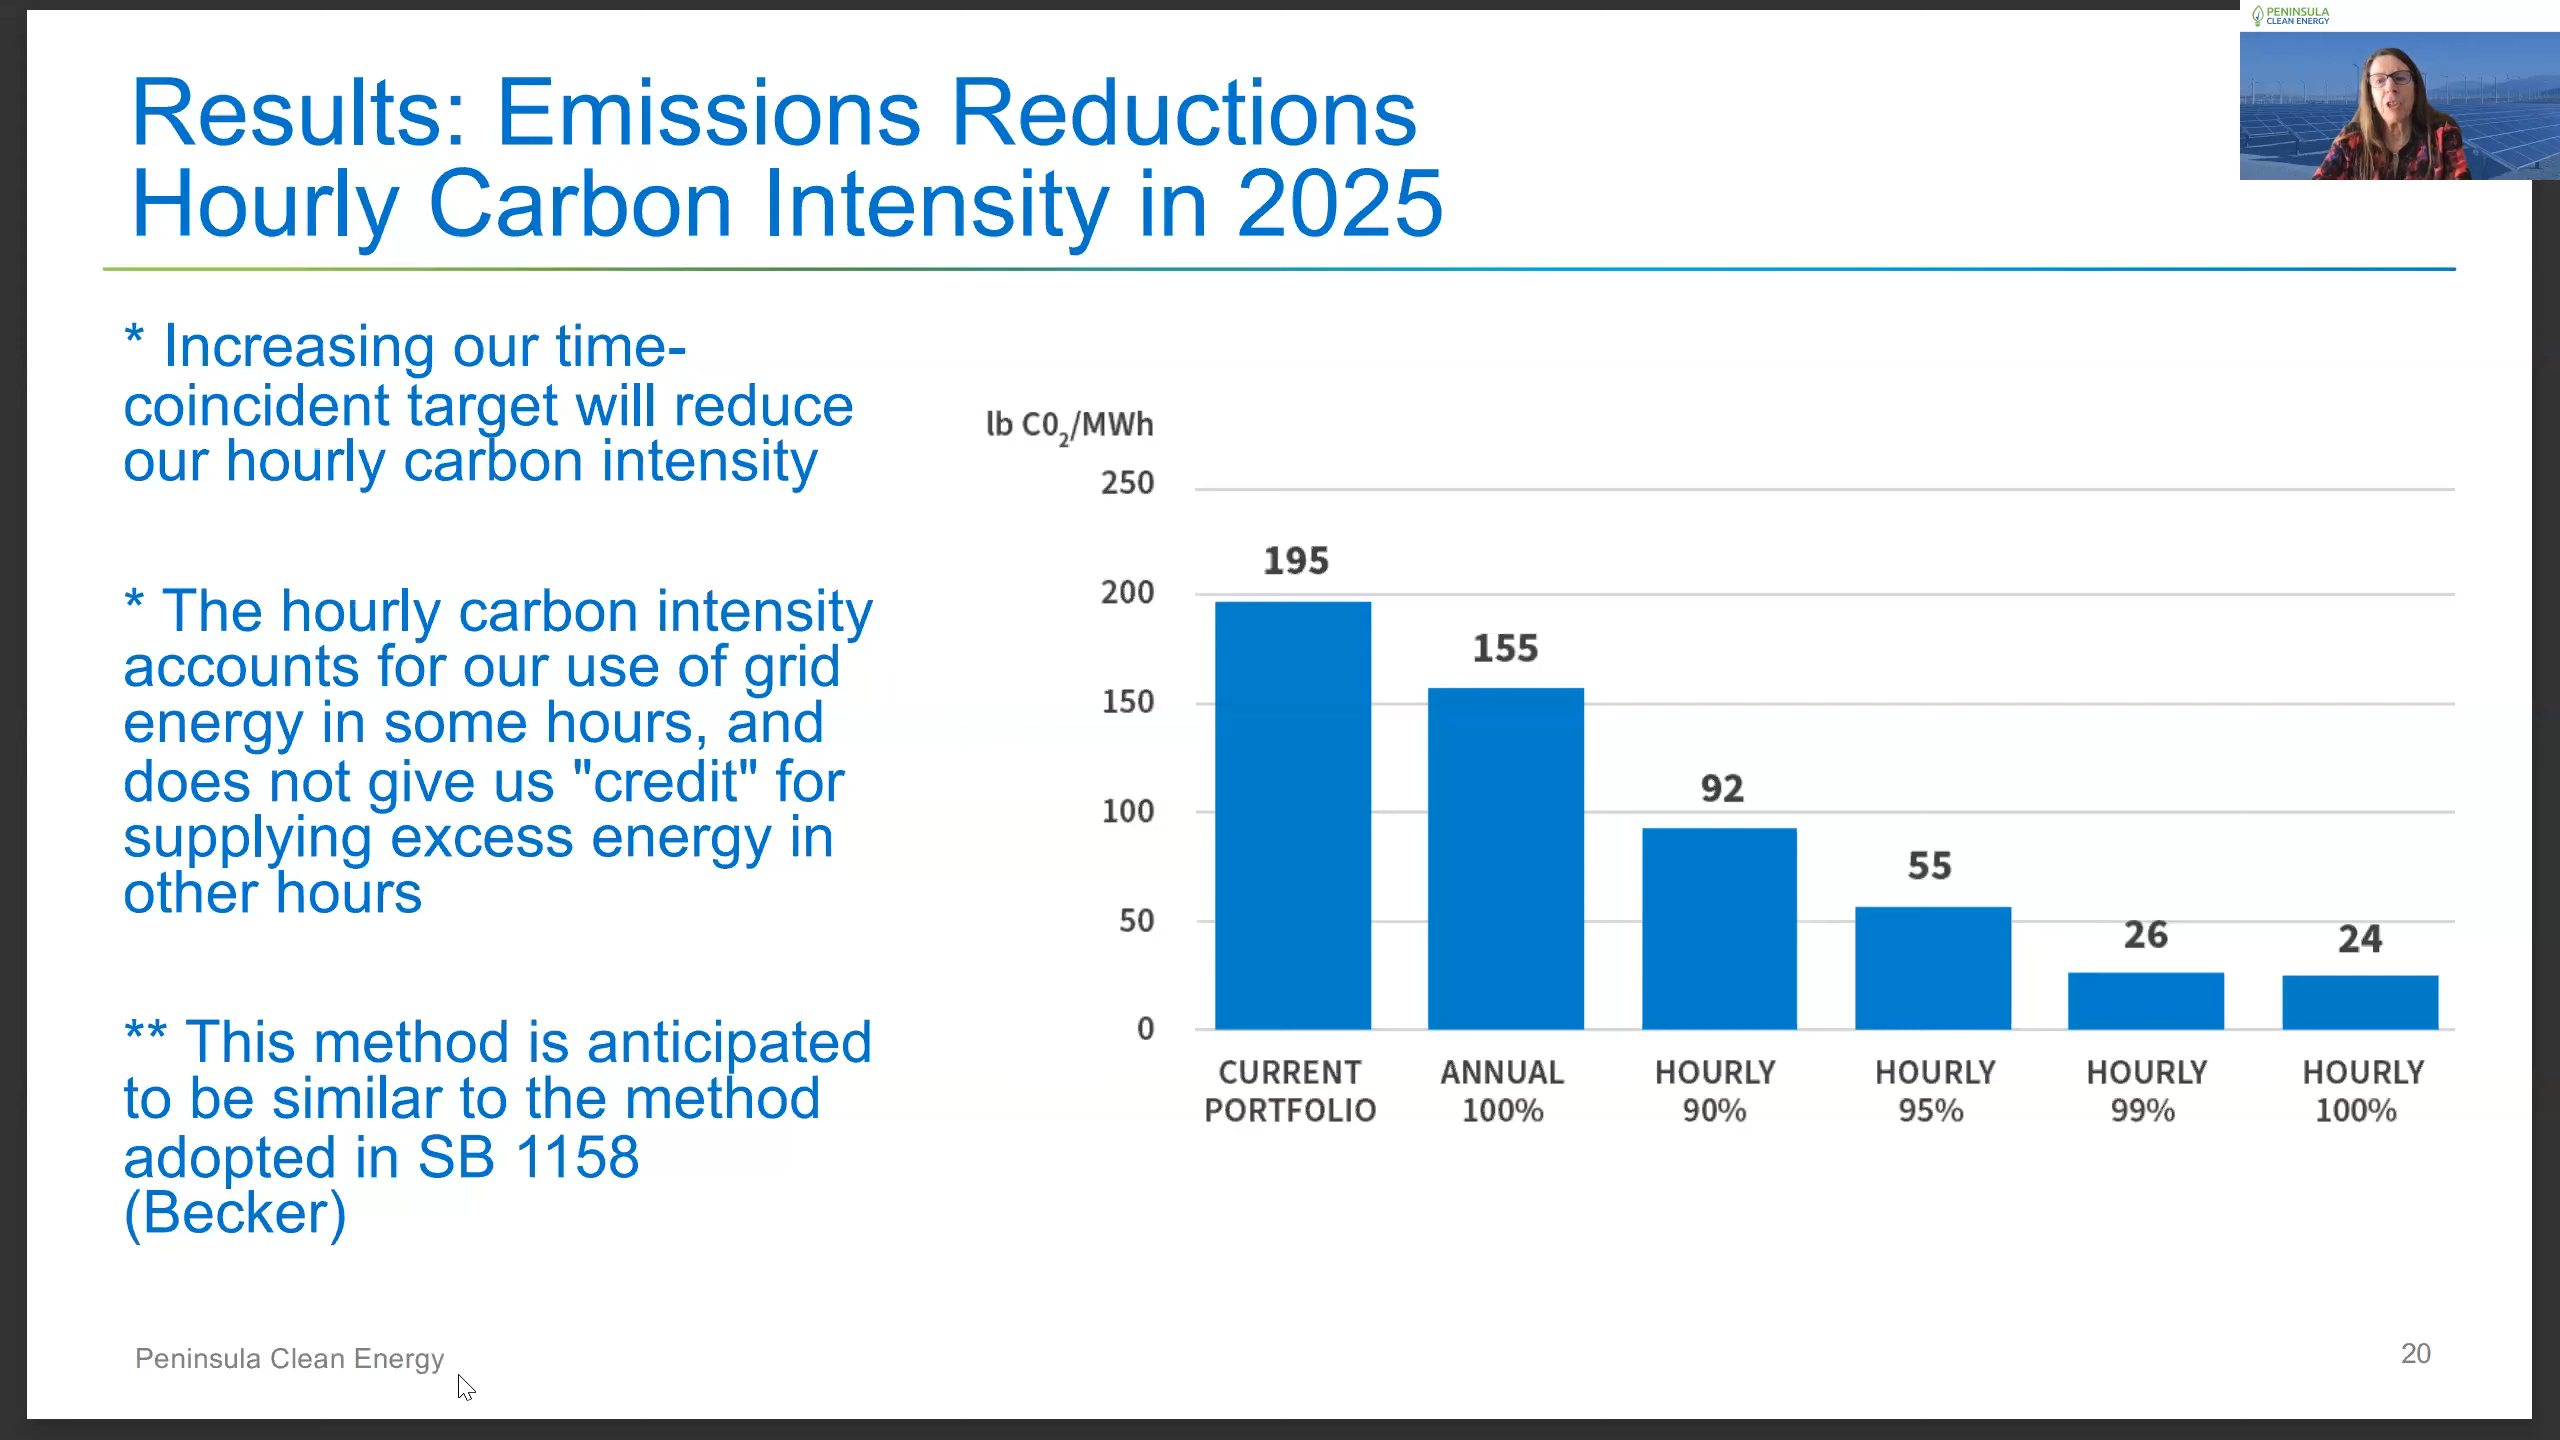 PENINSULA
CLEAN ENERGY
Results: Emissions Reductions
Hourly Carbon Intensity in 2025
* Increasing our time-
coincident target will reduce
our hourly carbon intensity
* The hourly carbon intensity
accounts for our use of grid
energy in some hours, and
does not give us "credit" for
supplying excess energy in
other hours
** This method is anticipated
to be similar to the method
adopted in SB 1158
(Becker)
lb C0₂/MWh
250
200
150
100
50
0
195
155
92
55
26
24
CURRENT
PORTFOLIO
ANNUAL
100%
HOURLY
90%
HOURLY
95%
HOURLY
99%
HOURLY
100%
Peninsula Clean Energy
20